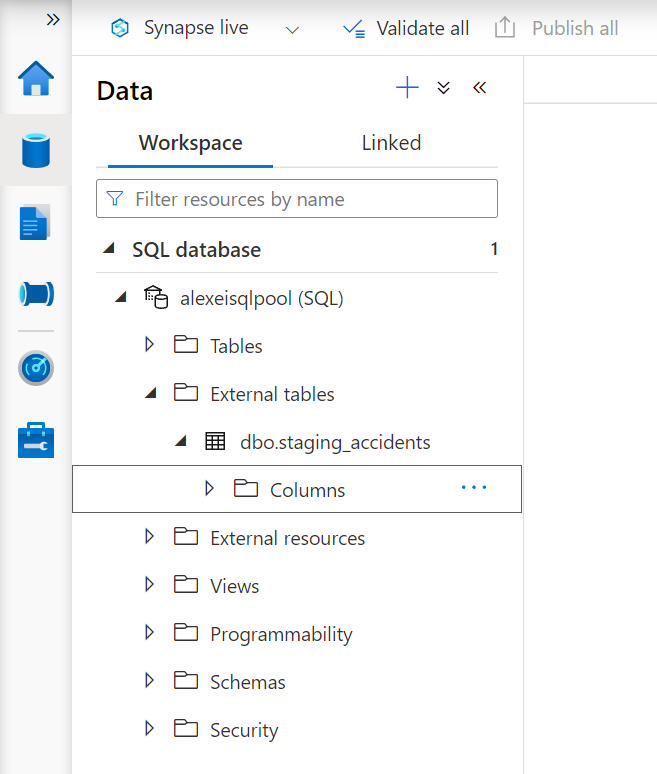 Synapse live Validate all Publish all
Data
Workspace Linked
Filter resources by name
SQL database 1
alexeisqlpool (SQL)
Tables
External tables
dbo.staging_accidents
Columns
External resources
Views
Programmability
Schemas
Security